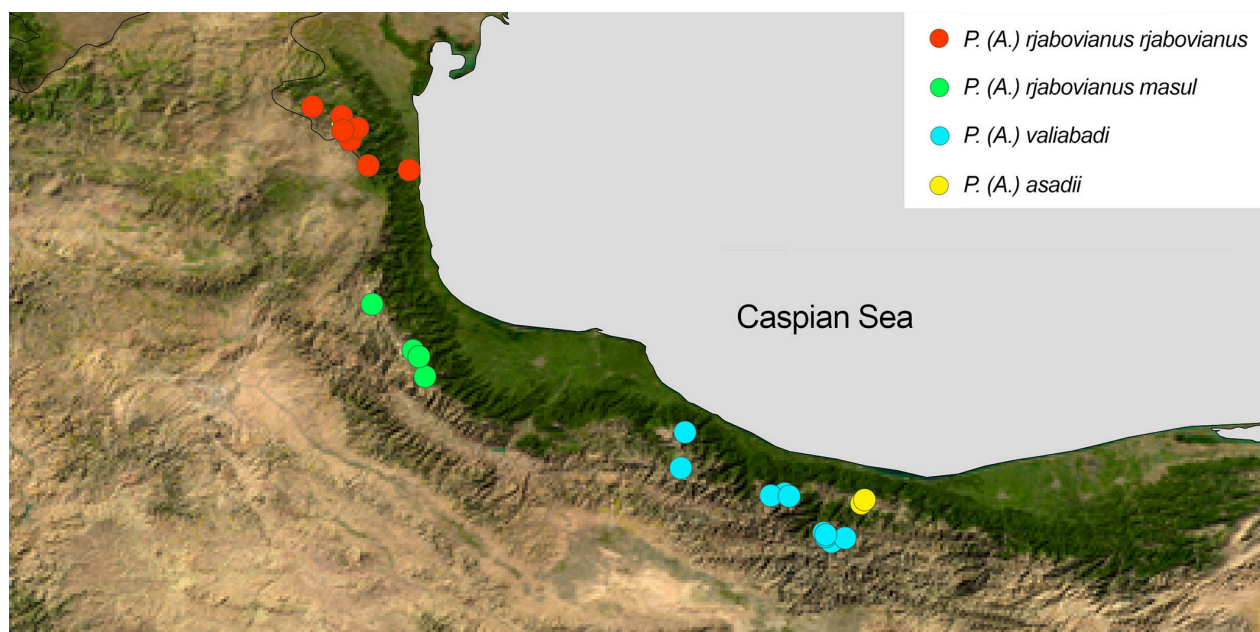 P. (A.) rjabovianus rjabovianus
P. (A.) rjabovianus masul
P. (A.) valiabadi
P. (A.) asadii
Caspian Sea